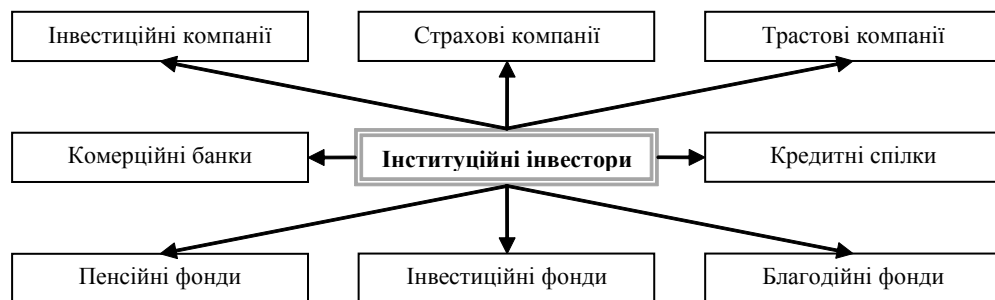 Інвестиційні компанії
Страхові компанії
Трастові компанії
Комерційні банки
Інституційні інвестори
Кредитні спілки
Пенсійні фонди
Інвестиційні фонди
Благодійні фонди